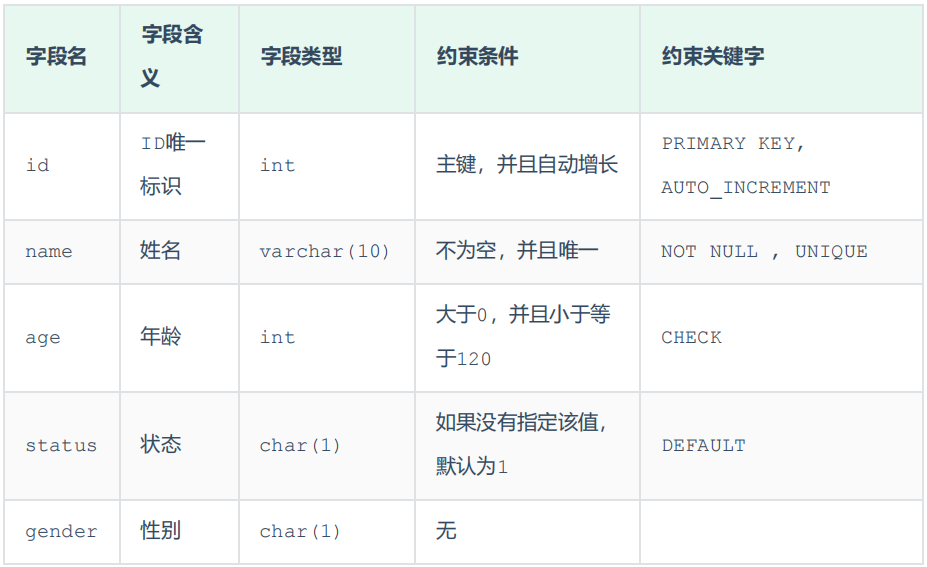 字段名 字段含义 字段类型 约束条件 约束关键字
id ID唯一标识 int 主键，并且自动增长 PRIMARY KEY, AUTO_INCREMENT
name 姓名 varchar(10) 不为空，并且唯一 NOT NULL , UNIQUE
age 年龄 int 大于0，并且小于等于120 CHECK
status 状态 char(1) 如果没有指定该值，默认为1 DEFAULT
gender 性别 char(1) 无